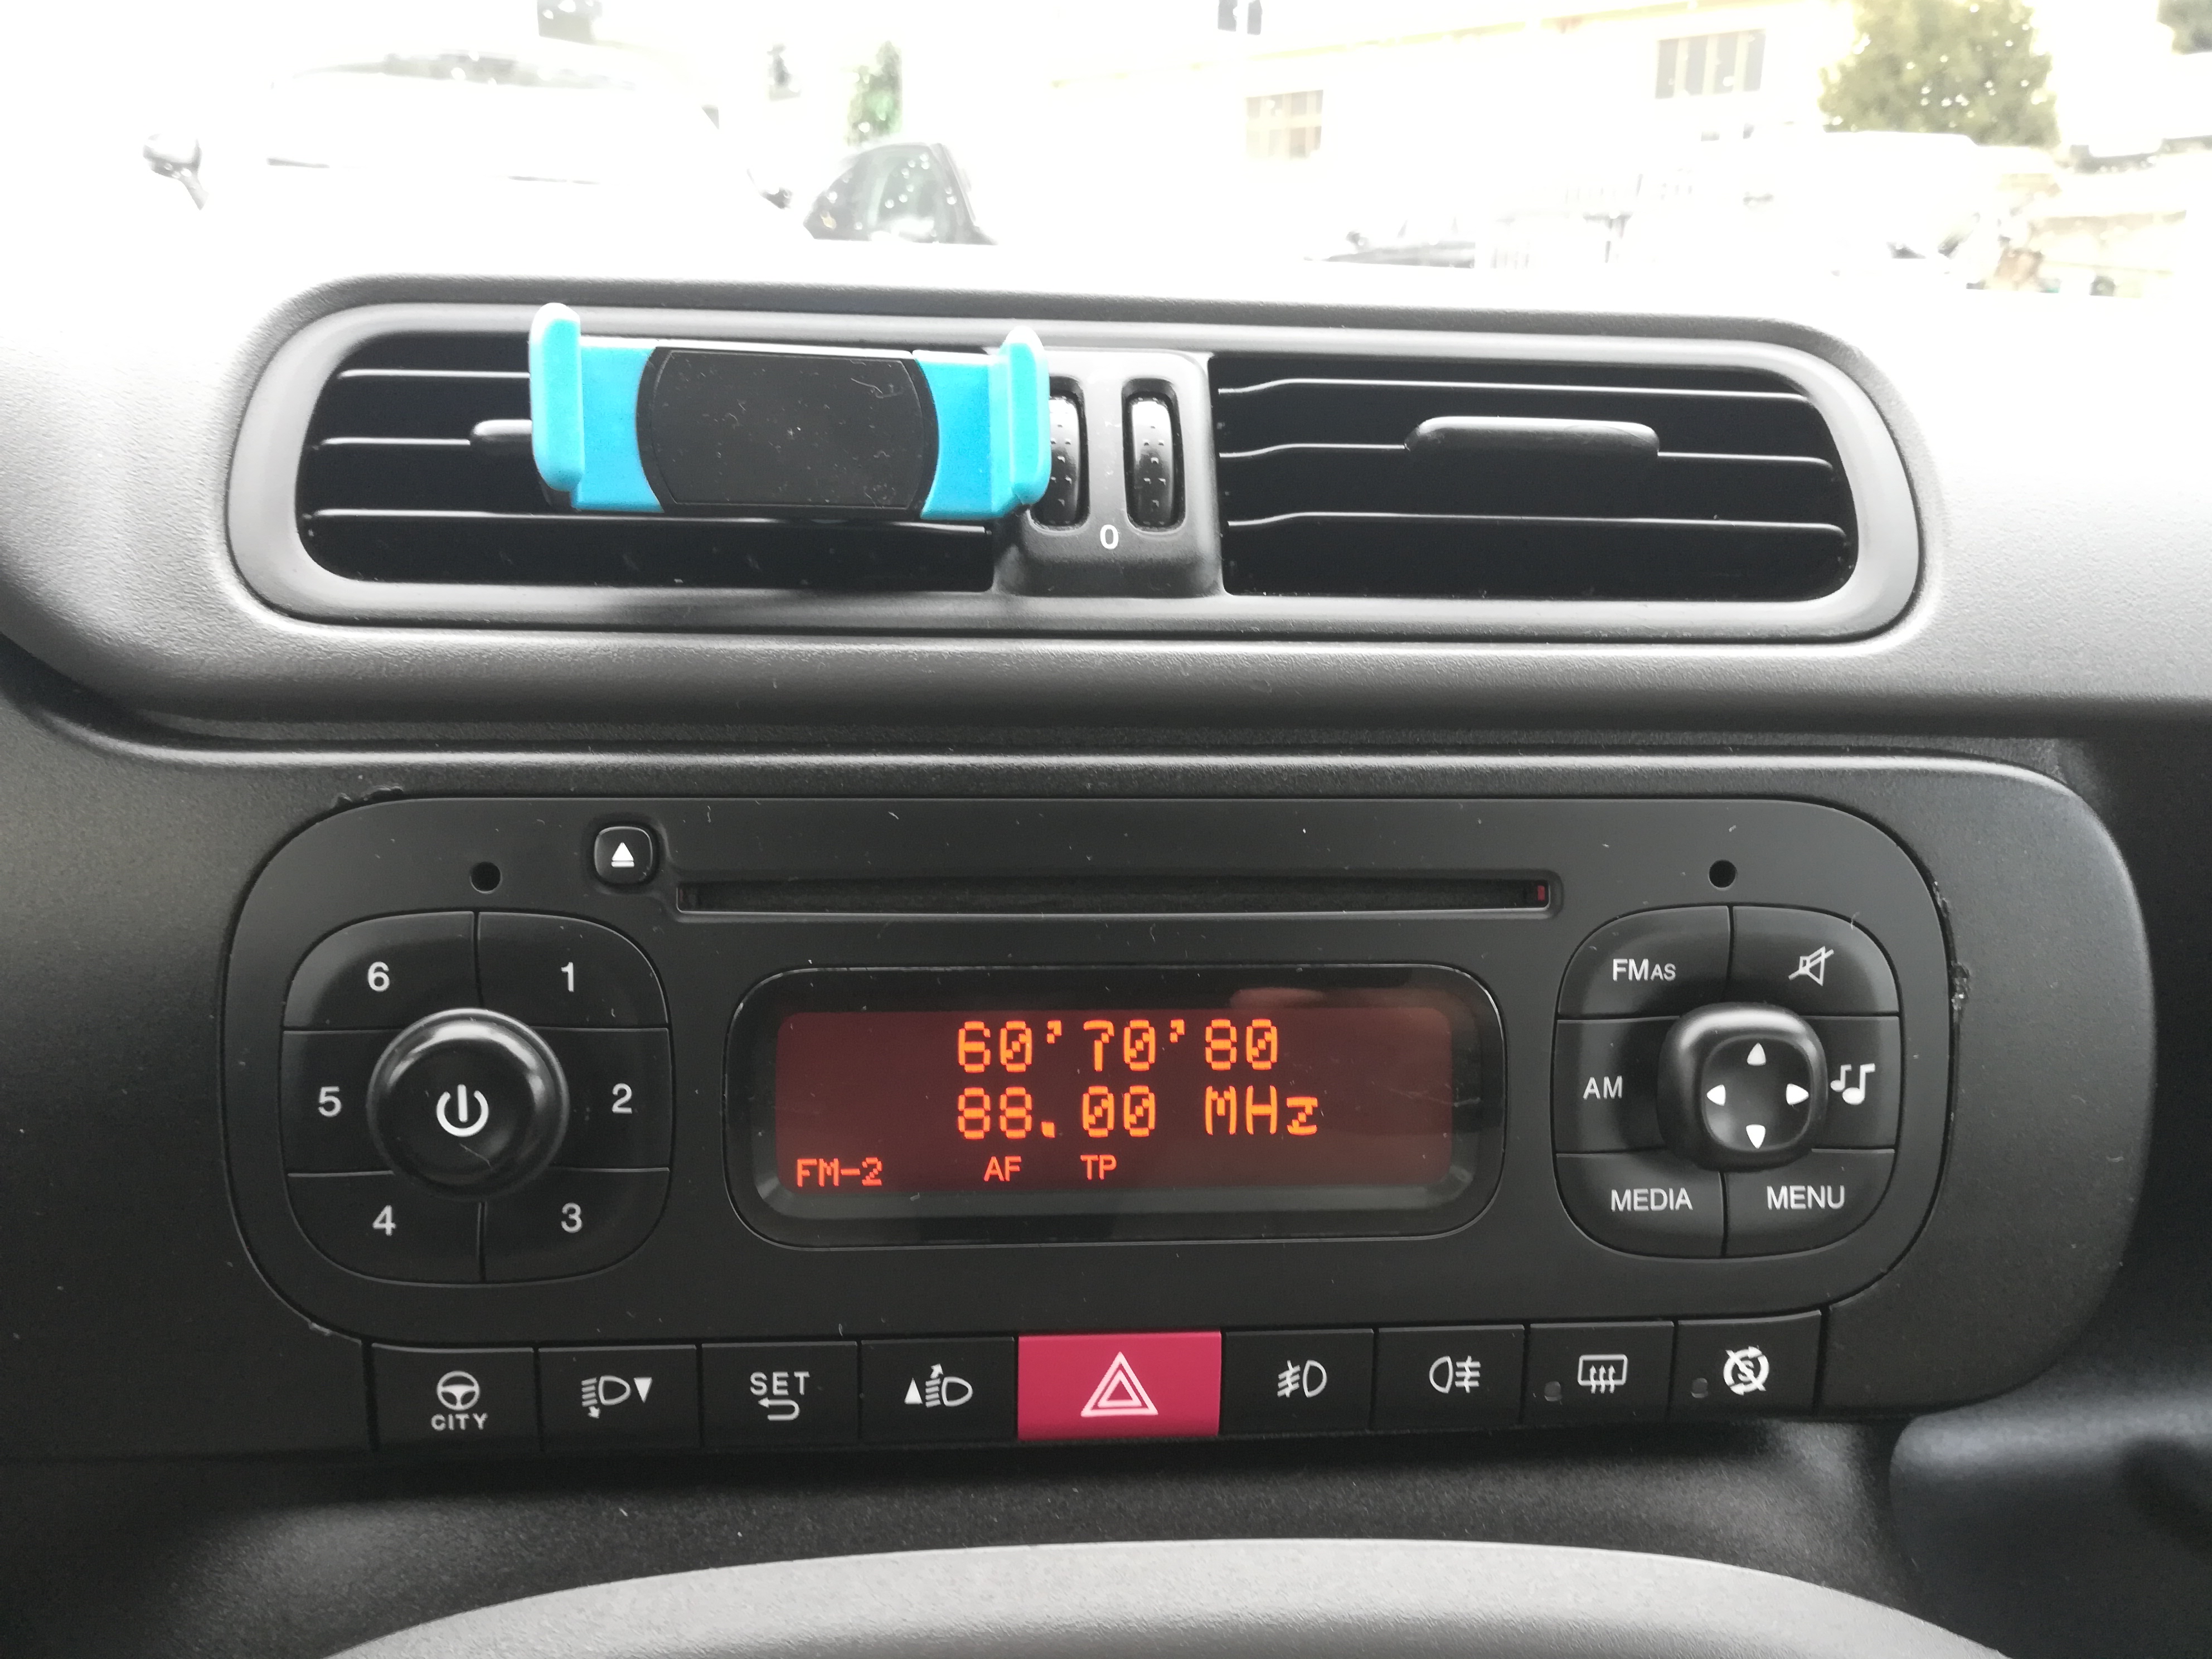 0
6 1
5 2
4 3
60'70'80
88.00 MHz
FM-2 AF TP
FMAS
AM
MEDIA MENU
CITY
SET